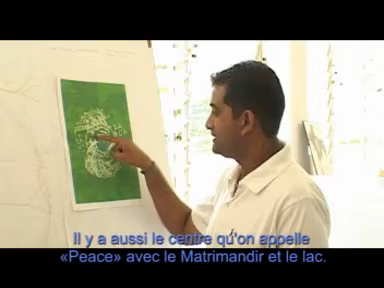 Il y a aussi le centre qu'on appelle
«Peace» avec le Matrimandir et le lac.